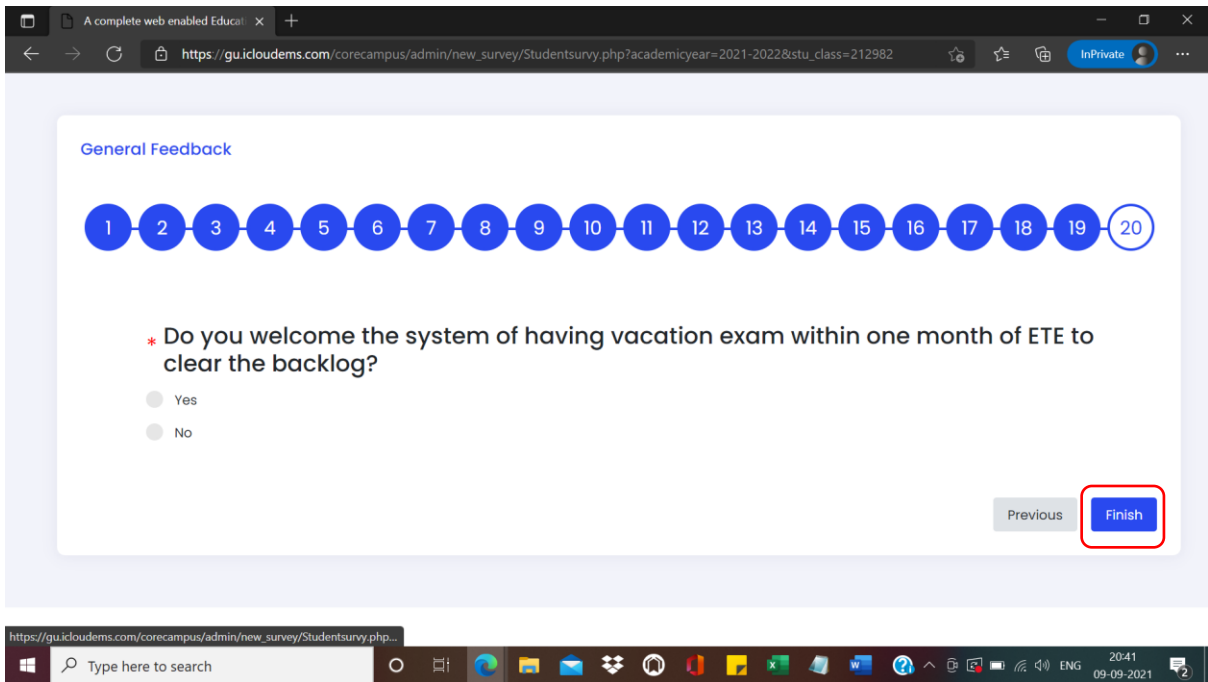 A complete web enabled Educati
https://gu.icloudems.com/corecampus/admin/new_survey/Studentsurvy.php?academicyear=2021-2022&stu_class=212982
InPrivate
General Feedback
1 2 3 4 5 6 7 8 9 10 11 12 13 14 15 16 17 18 19 20
* Do you welcome the system of having vacation exam within one month of ETE to
clear the backlog?
Yes
No
Previous Finish
https://gu.icloudems.com/corecampus/admin/new_survey/Studentsurvy.php...
Type here to search
ENG
20:41
09-09-2021
2